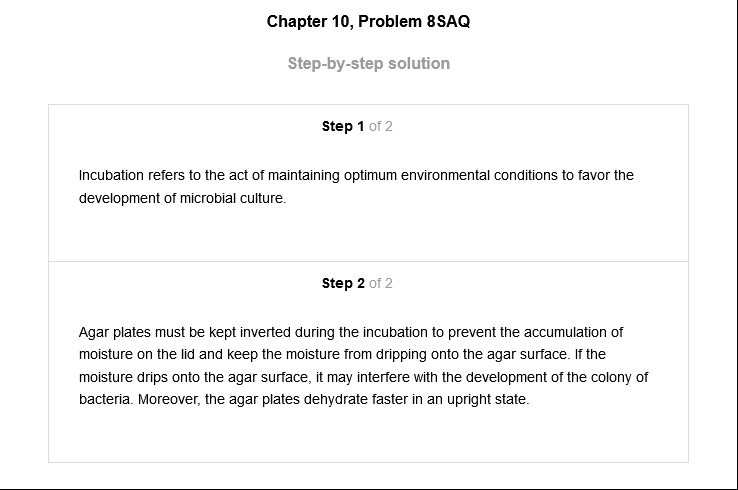 Chapter 10, Problem 8SAQ
Step-by-step solution
Step 1 of 2
Incubation refers to the act of maintaining optimum environmental conditions to favor the
development of microbial culture.
Step 2 of 2
Agar plates must be kept inverted during the incubation to prevent the accumulation of
moisture on the lid and keep the moisture from dripping onto the agar surface. If the
moisture drips onto the agar surface, it may interfere with the development of the colony of
bacteria. Moreover, the agar plates dehydrate faster in an upright state.